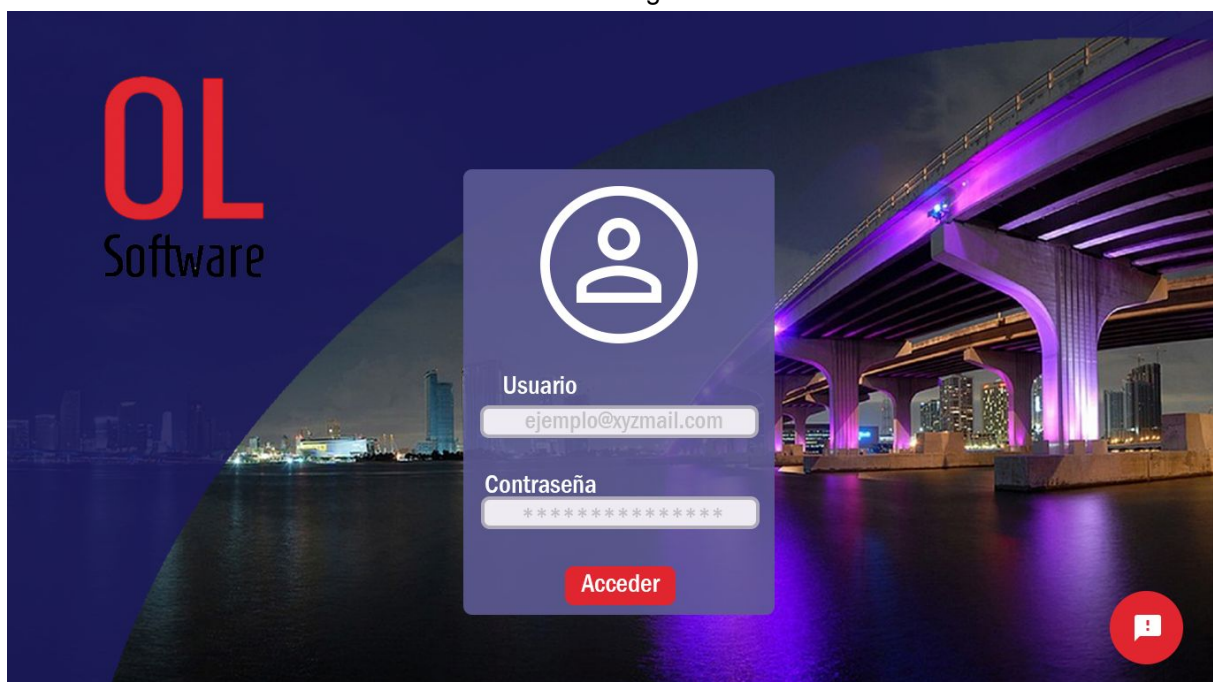 OL
Software
Usuario
ejemplo@xyzmail.com
Contraseña
***************
Acceder